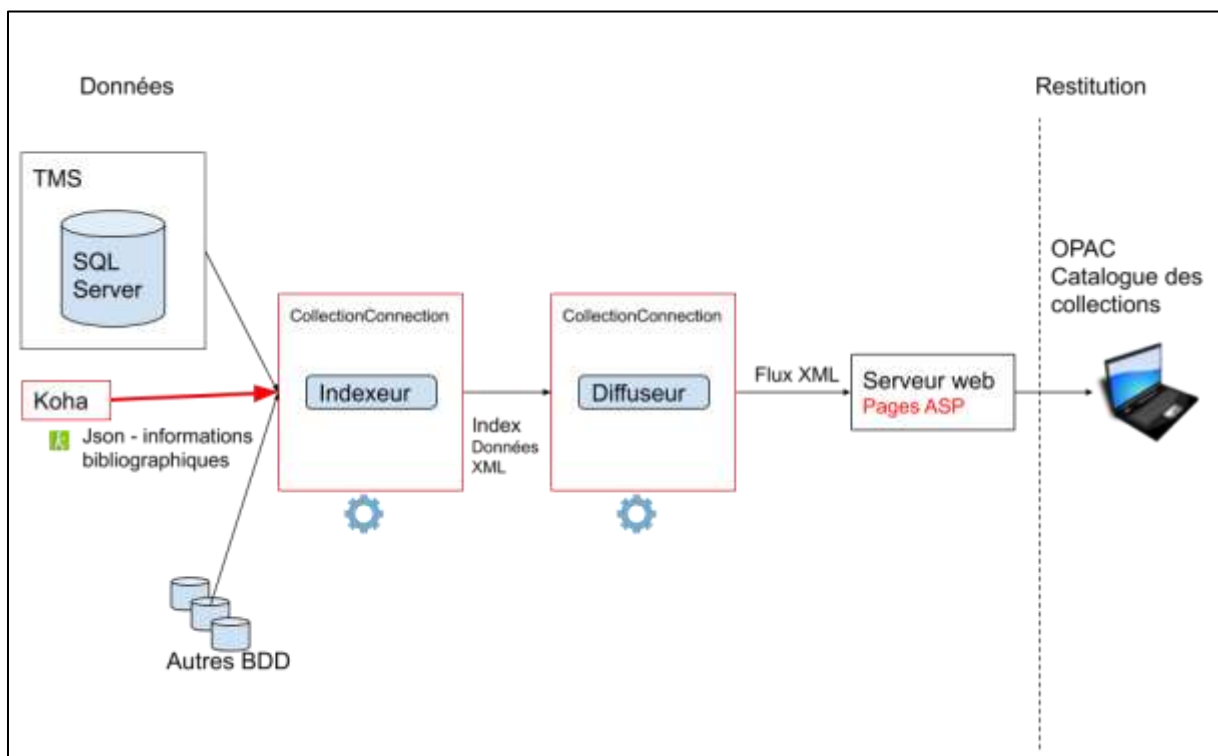 Données
Restitution
TMS
SQL
Server
Koha
Json - informations
bibliographiques
Autres BDD
CollectionConnection
Indexeur
Index
Données
XML
CollectionConnection
Diffuseur
Flux XML
Serveur web
Pages ASP
OPAC
Catalogue des
collections